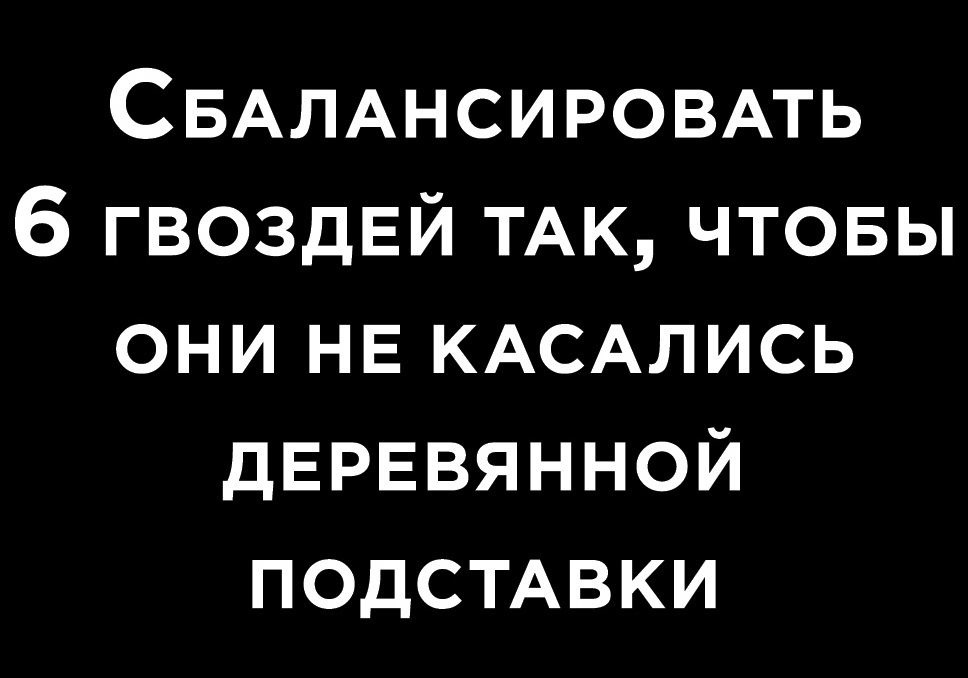 Сбалансировать
6 гвоздей так, чтобы
они не касались
деревянной
подставки